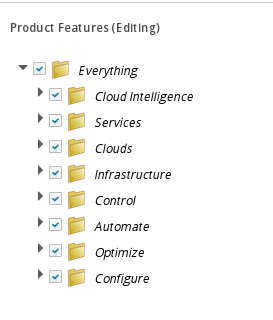 Product Features (Editing)
Everything
Cloud Intelligence
Services
Clouds
Infrastructure
Control
Automate
Optimize
Configure